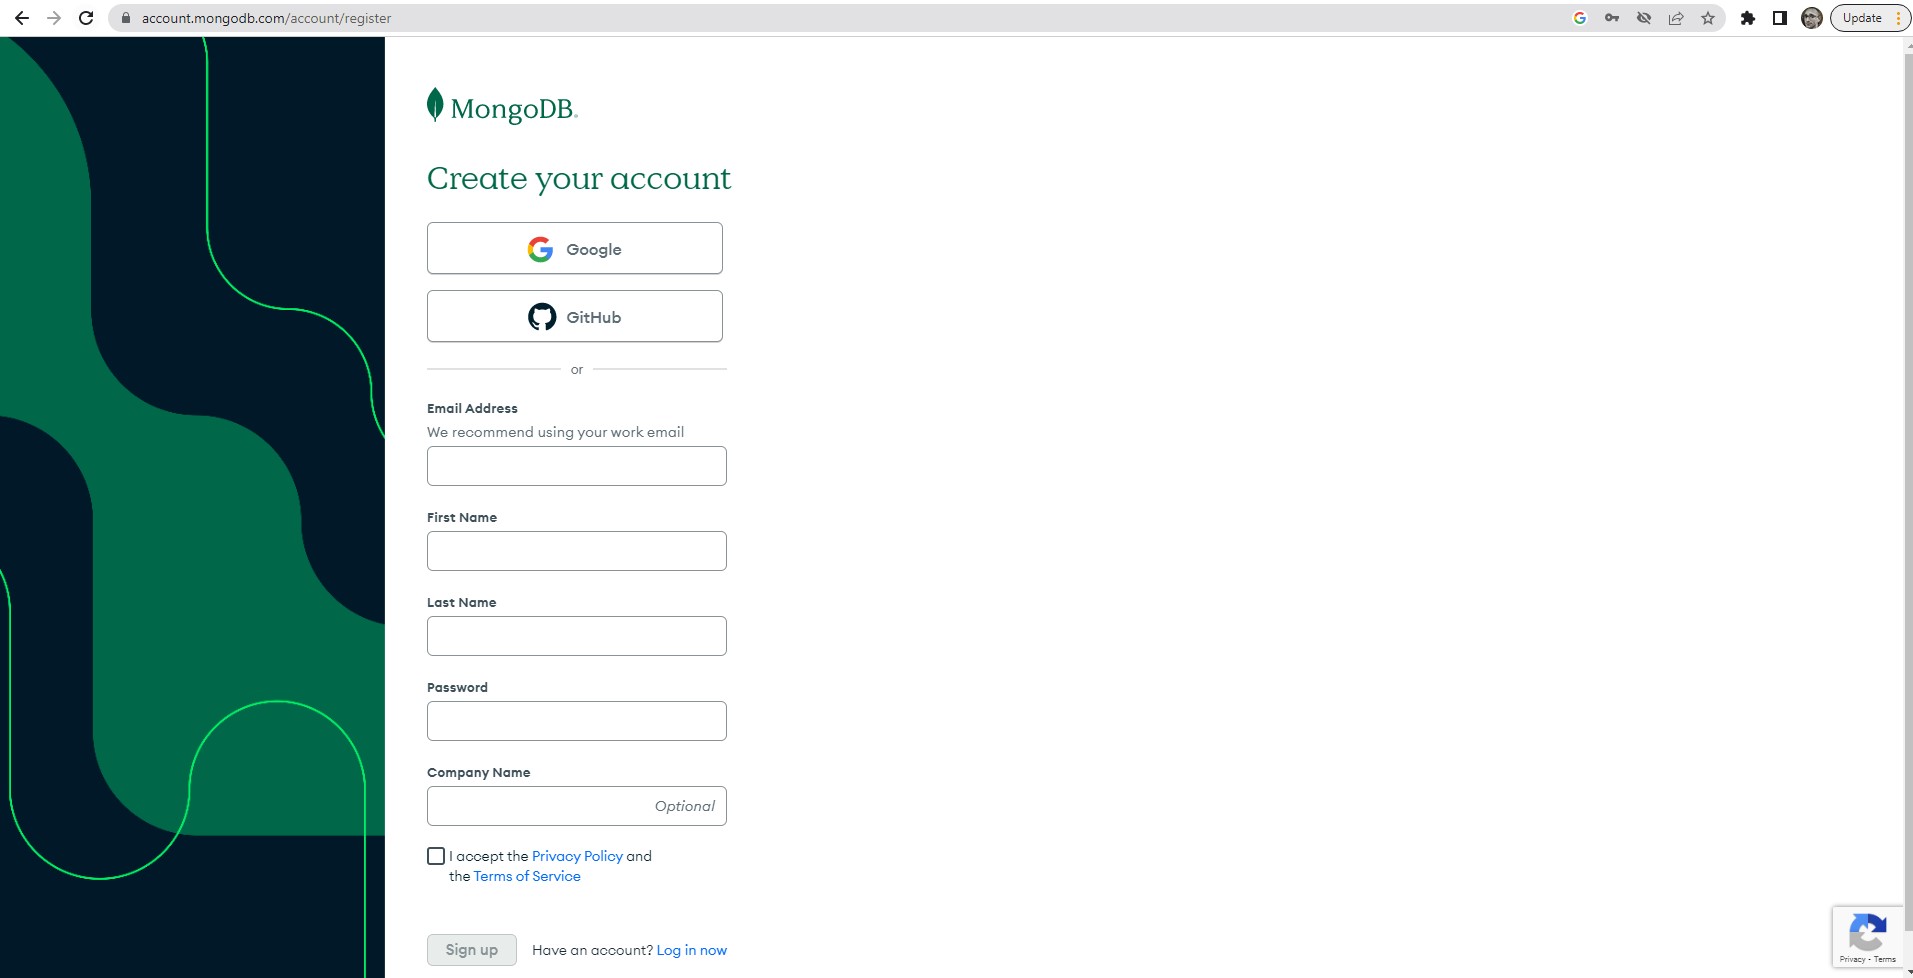 account.mongodb.com/account/register
Update
MongoDB.
Create your account
Google
GitHub
or
Email Address
We recommend using your work email
First Name
Last Name
Password
Company Name
Optional
I accept the Privacy Policy and
the Terms of Service
Sign up
Have an account? Log in now
Privacy - Terms